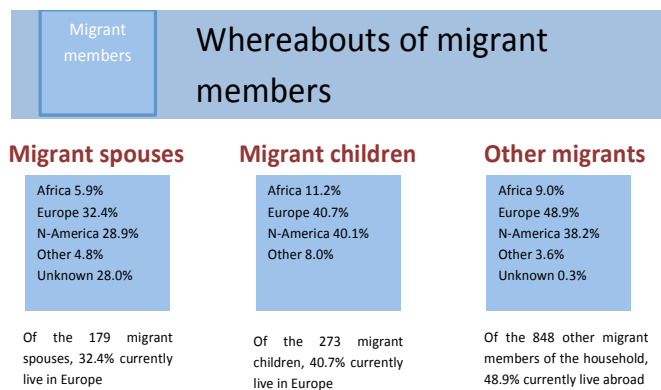 Migrant
members
Whereabouts of migrant
members
Migrant spouses
Africa 5.9%
Europe 32.4%
N-America 28.9%
Other 4.8%
Unknown 28.0%
Of the 179 migrant
spouses, 32.4% currently
live in Europe
Migrant children
Africa 11.2%
Europe 40.7%
N-America 40.1%
Other 8.0%
Of the 273 migrant
children, 40.7% currently
live in Europe
Other migrants
Africa 9.0%
Europe 48.9%
N-America 38.2%
Other 3.6%
Unknown 0.3%
Of the 848 other migrant
members of the household,
48.9% currently live abroad